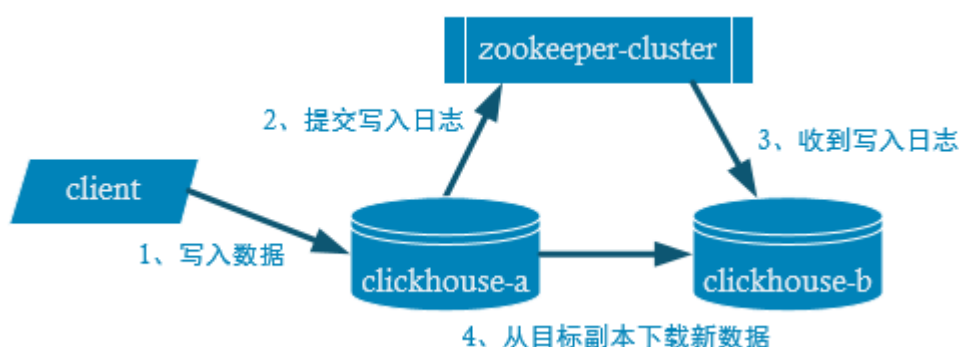 zookeeper-cluster
2、提交写入日志
3、收到写入日志
client
1、写入数据
clickhouse-a
clickhouse-b
4、从目标副本下载新数据